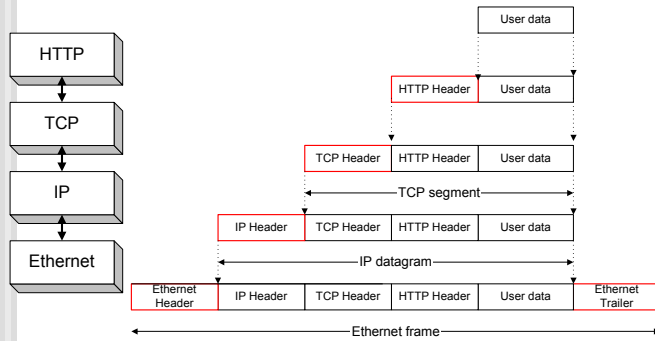 User data
HTTP
HTTP Header User data
TCP
TCP Header HTTP Header User data
TCP segment
IP
IP Header TCP Header HTTP Header User data
IP datagram
Ethernet
Ethernet Header IP Header TCP Header HTTP Header User data Ethernet Trailer
Ethernet frame